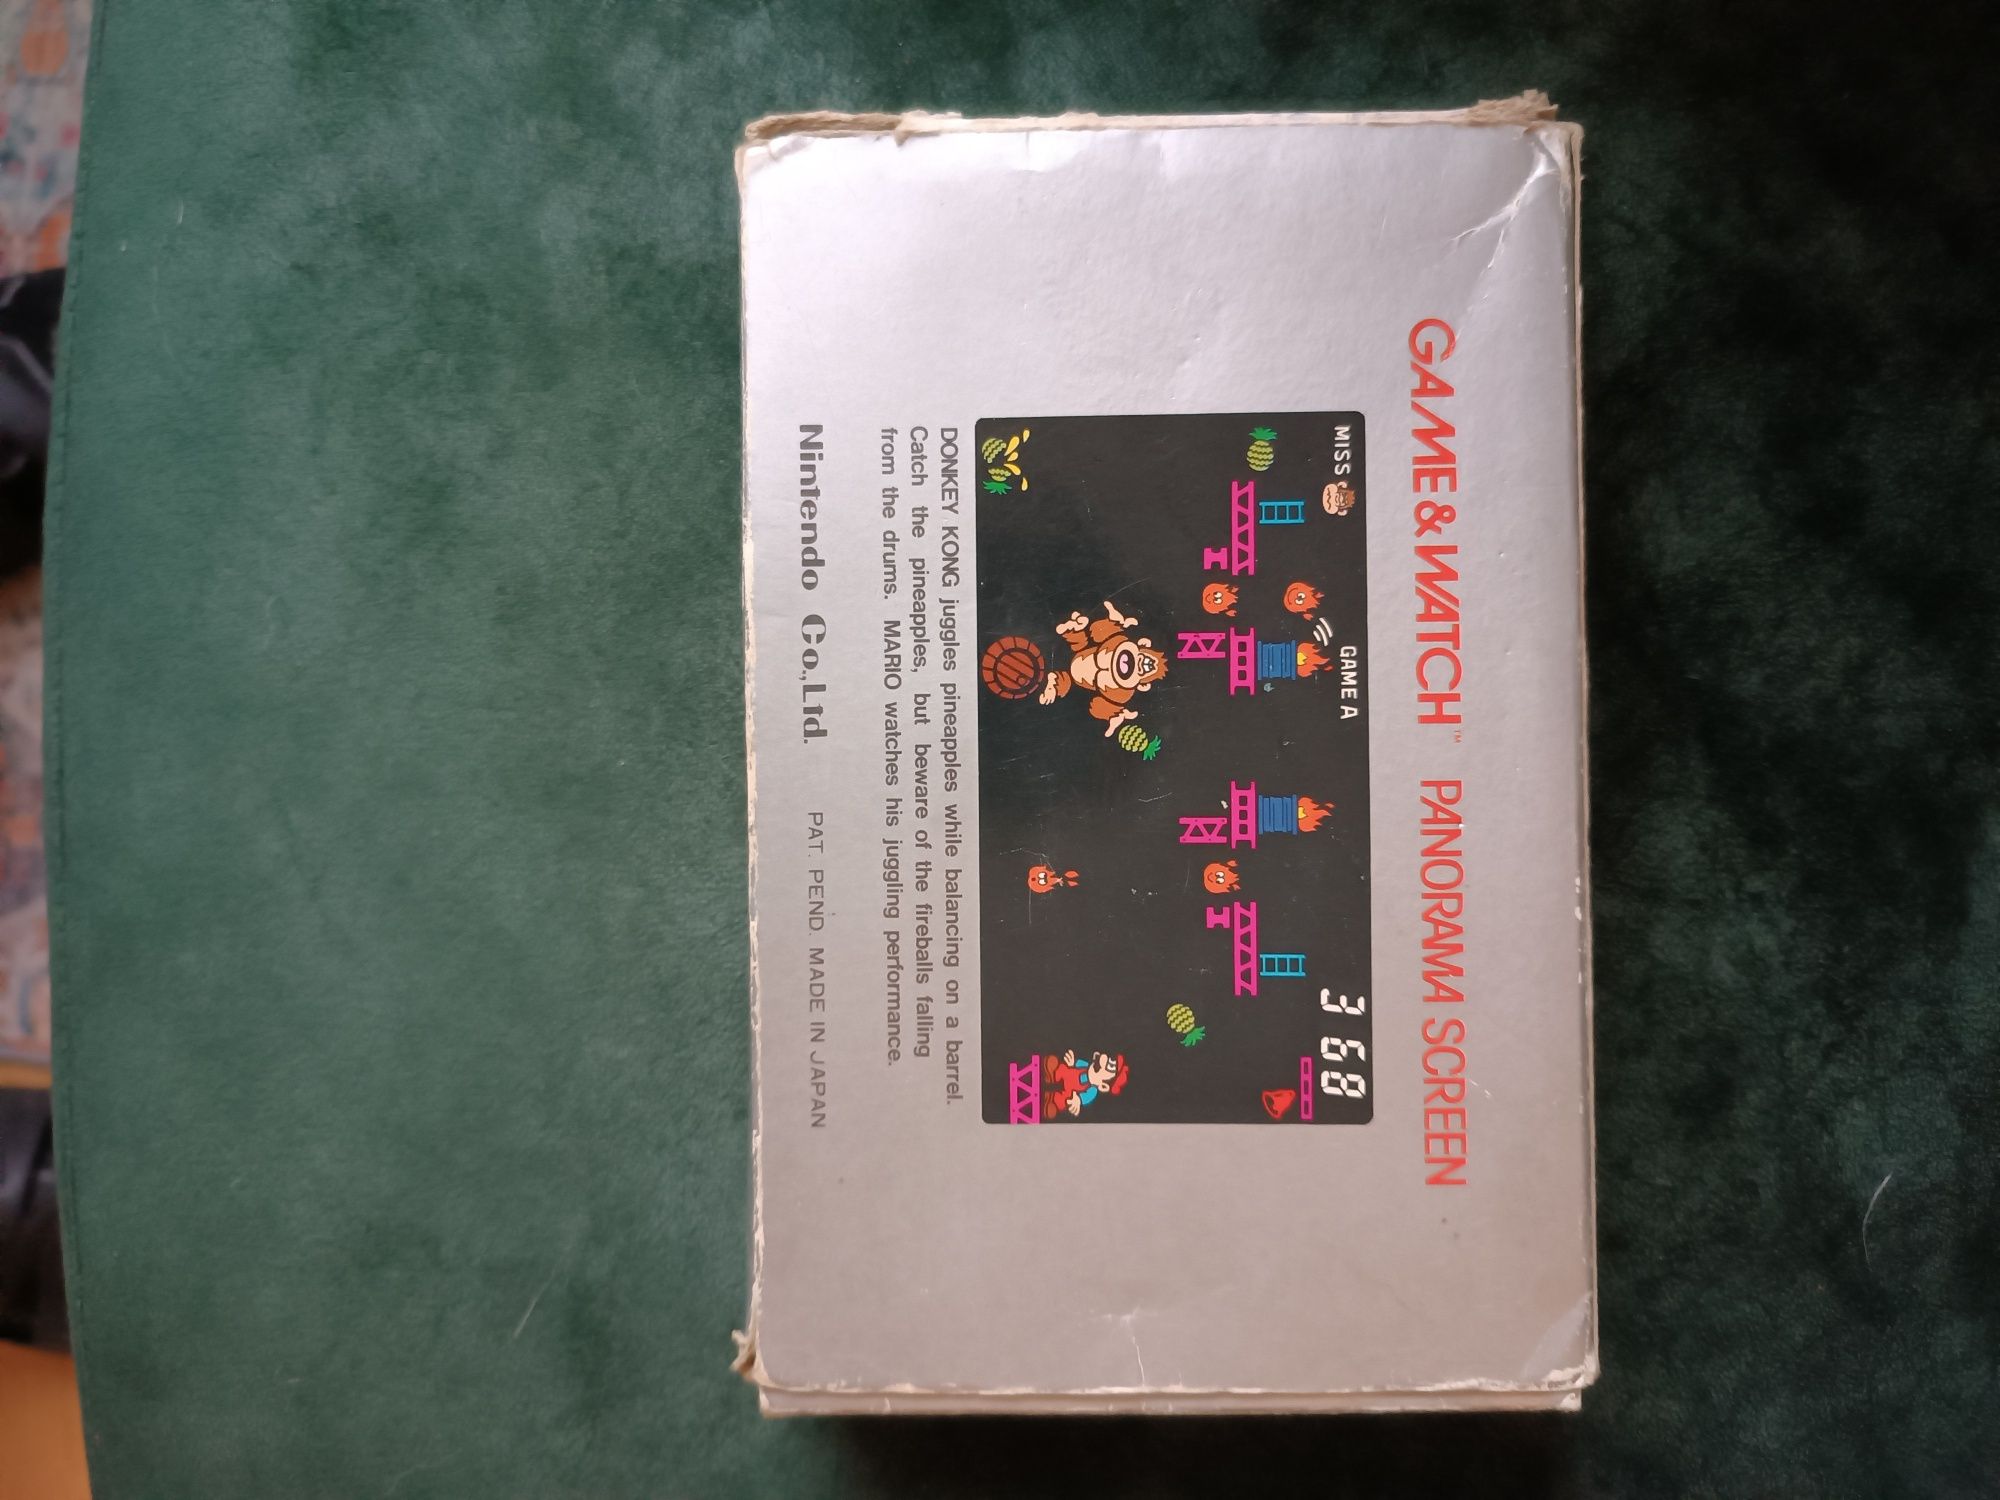 GAME&WATCH™ PANORAMA SCREEN
MISS GAME A 368
DONKEY KONG juggles pineapples while balancing on a barrel.
Catch the pineapples, but beware of the fireballs falling
from the drums. MARIO watches his juggling performance.
Nintendo Co.,Ltd. PAT. PEND. MADE IN JAPAN